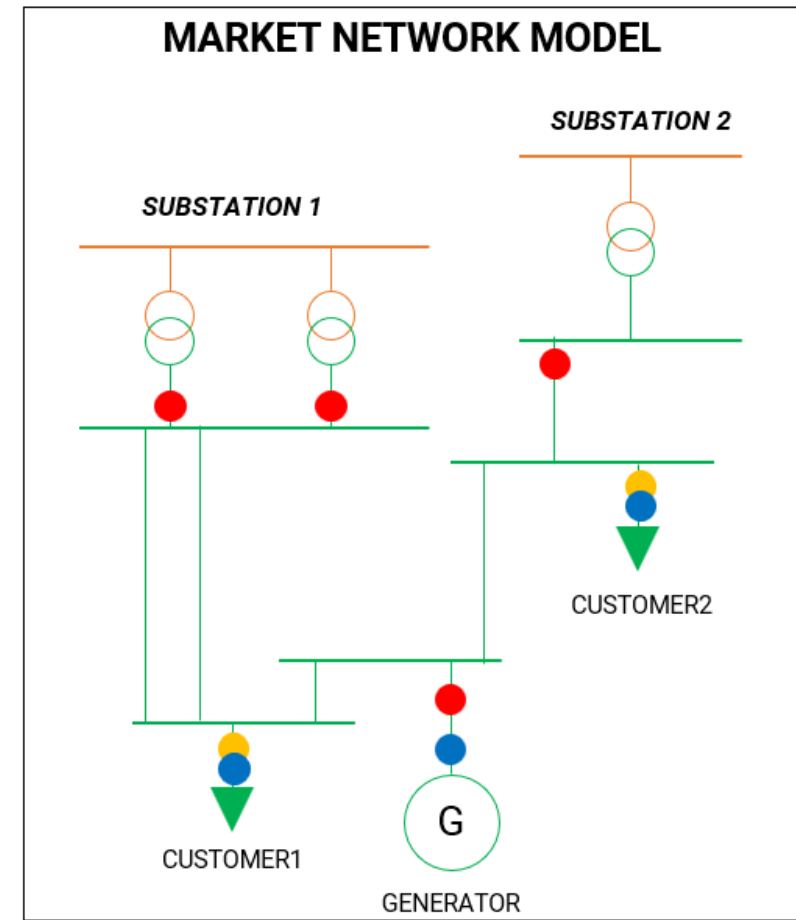 MARKET NETWORK MODEL
SUBSTATION 2
SUBSTATION 1
CUSTOMER2
G
CUSTOMER1
GENERATOR